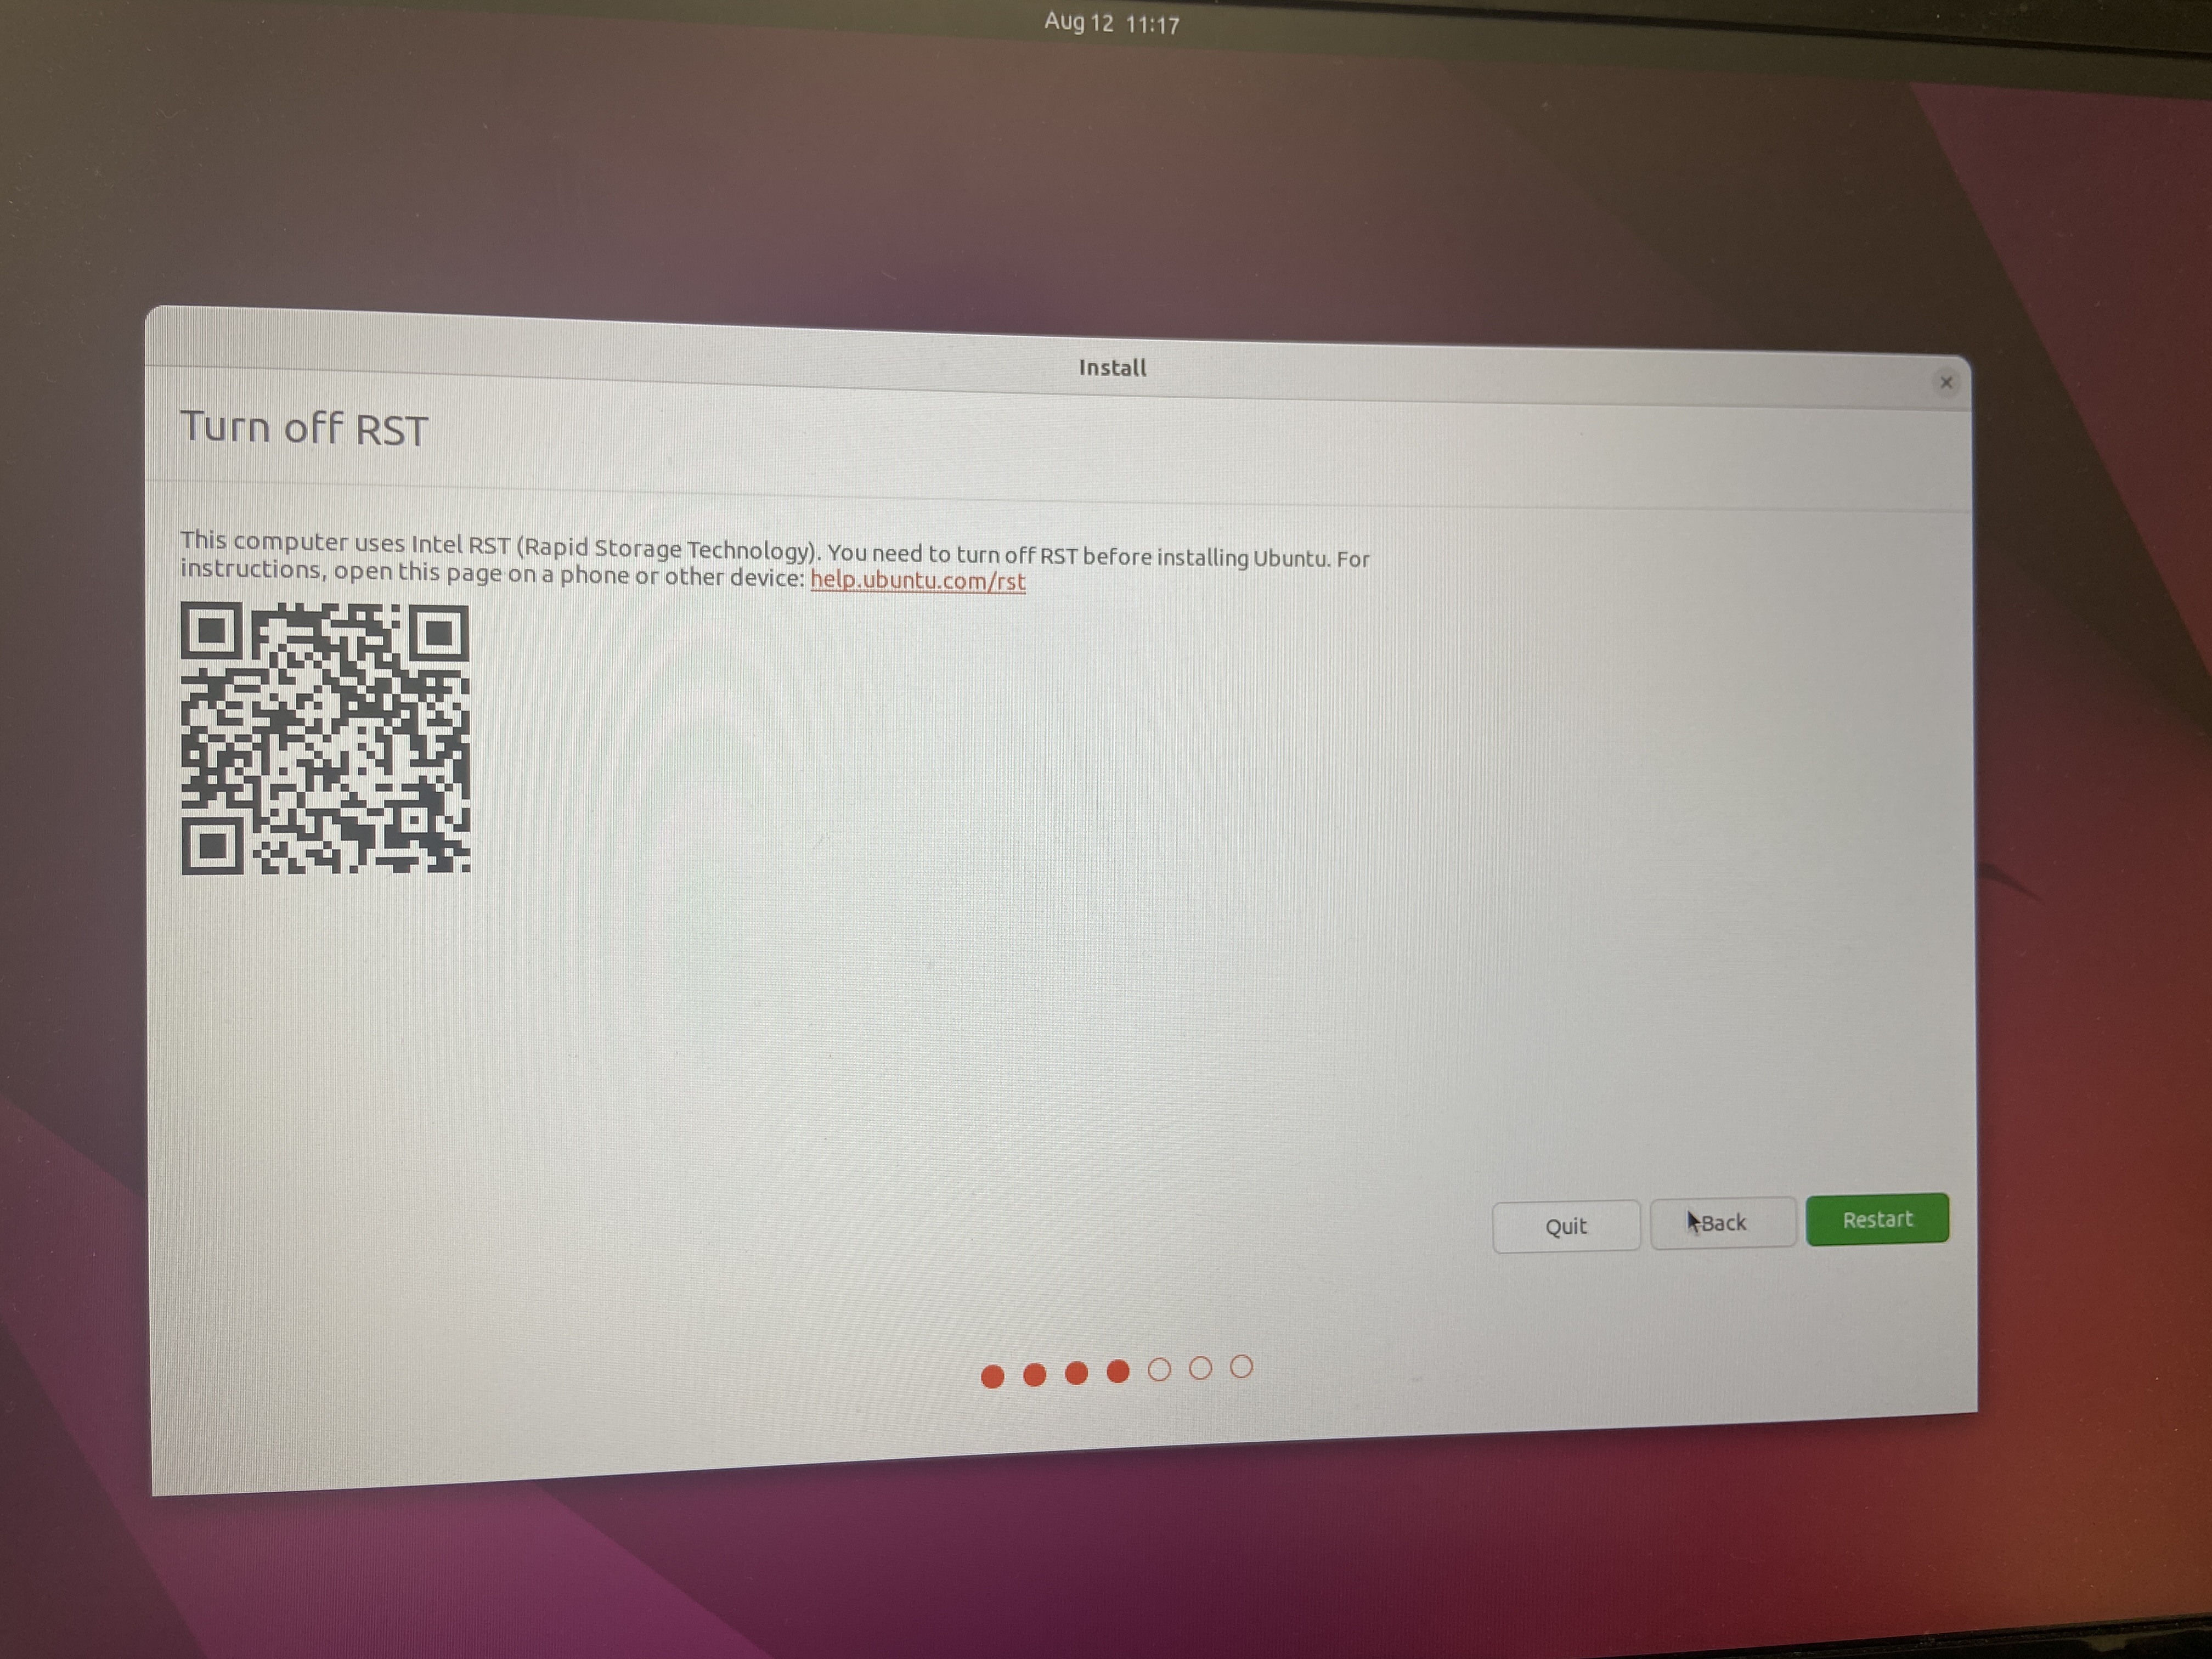 Aug 12 11:17
Install
Turn off RST
This computer uses Intel RST (Rapid Storage Technology). You need to turn off RST before installing Ubuntu. For
instructions, open this page on a phone or other device: help.ubuntu.com/rst
Quit
Back
Restart